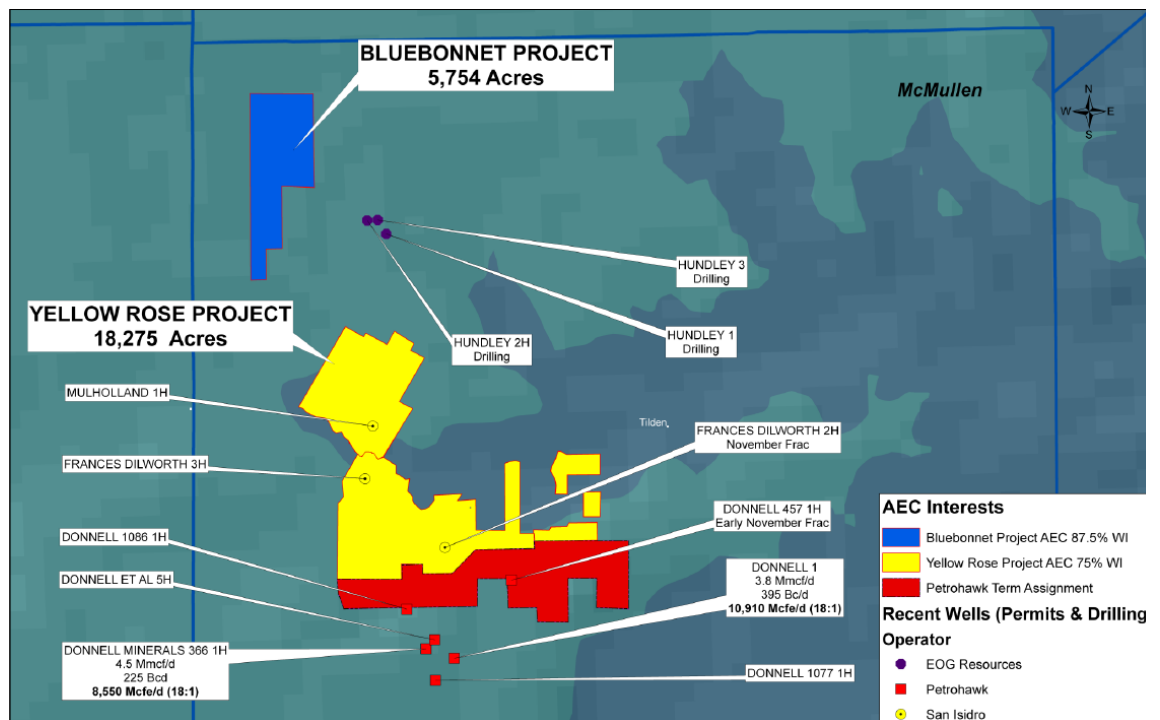 BLUEBONNET PROJECT
5,754 Acres
McMullen
N
W E
S
HUNDLEY 3
Drilling
YELLOW ROSE PROJECT
18,275 Acres
HUNDLEY 1
Drilling
HUNDLEY 2H
Drilling
MULHOLLAND 1H
Tilden
FRANCES DILWORTH 2H
November Frac
FRANCES DILWORTH 3H
DONNELL 457 1H
Early November Frac
DONNELL 1086 1H
DONNELL ET AL 5H
DONNELL 1
3.8 Mmcf/d
395 Bc/d
10,910 Mcfe/d (18:1)
DONNELL MINERALS 366 1H
4.5 Mmcf/d
225 Bcd
8,550 Mcfe/d (18:1)
DONNELL 1077 1H
AEC Interests
Bluebonnet Project AEC 87.5% WI
Yellow Rose Project AEC 75% WI
Petrohawk Term Assignment
Recent Wells (Permits & Drilling
Operator
EOG Resources
Petrohawk
San Isidro